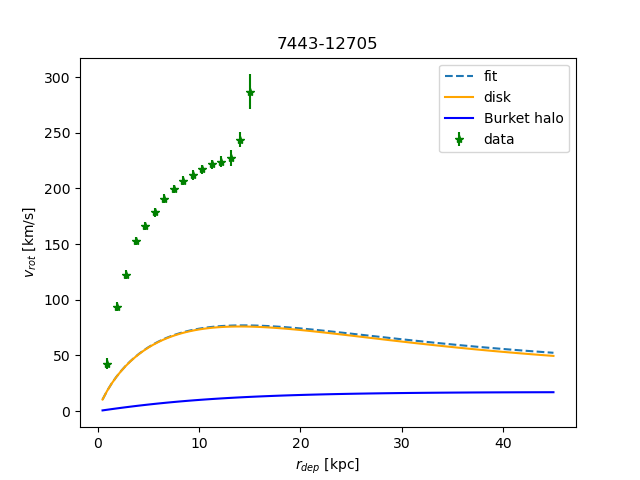 7443-12705
300
250
200
150
100
50
0
v_rot [km/s]
fit
disk
Burket halo
data
0 10 20 30 40
r_dep [kpc]